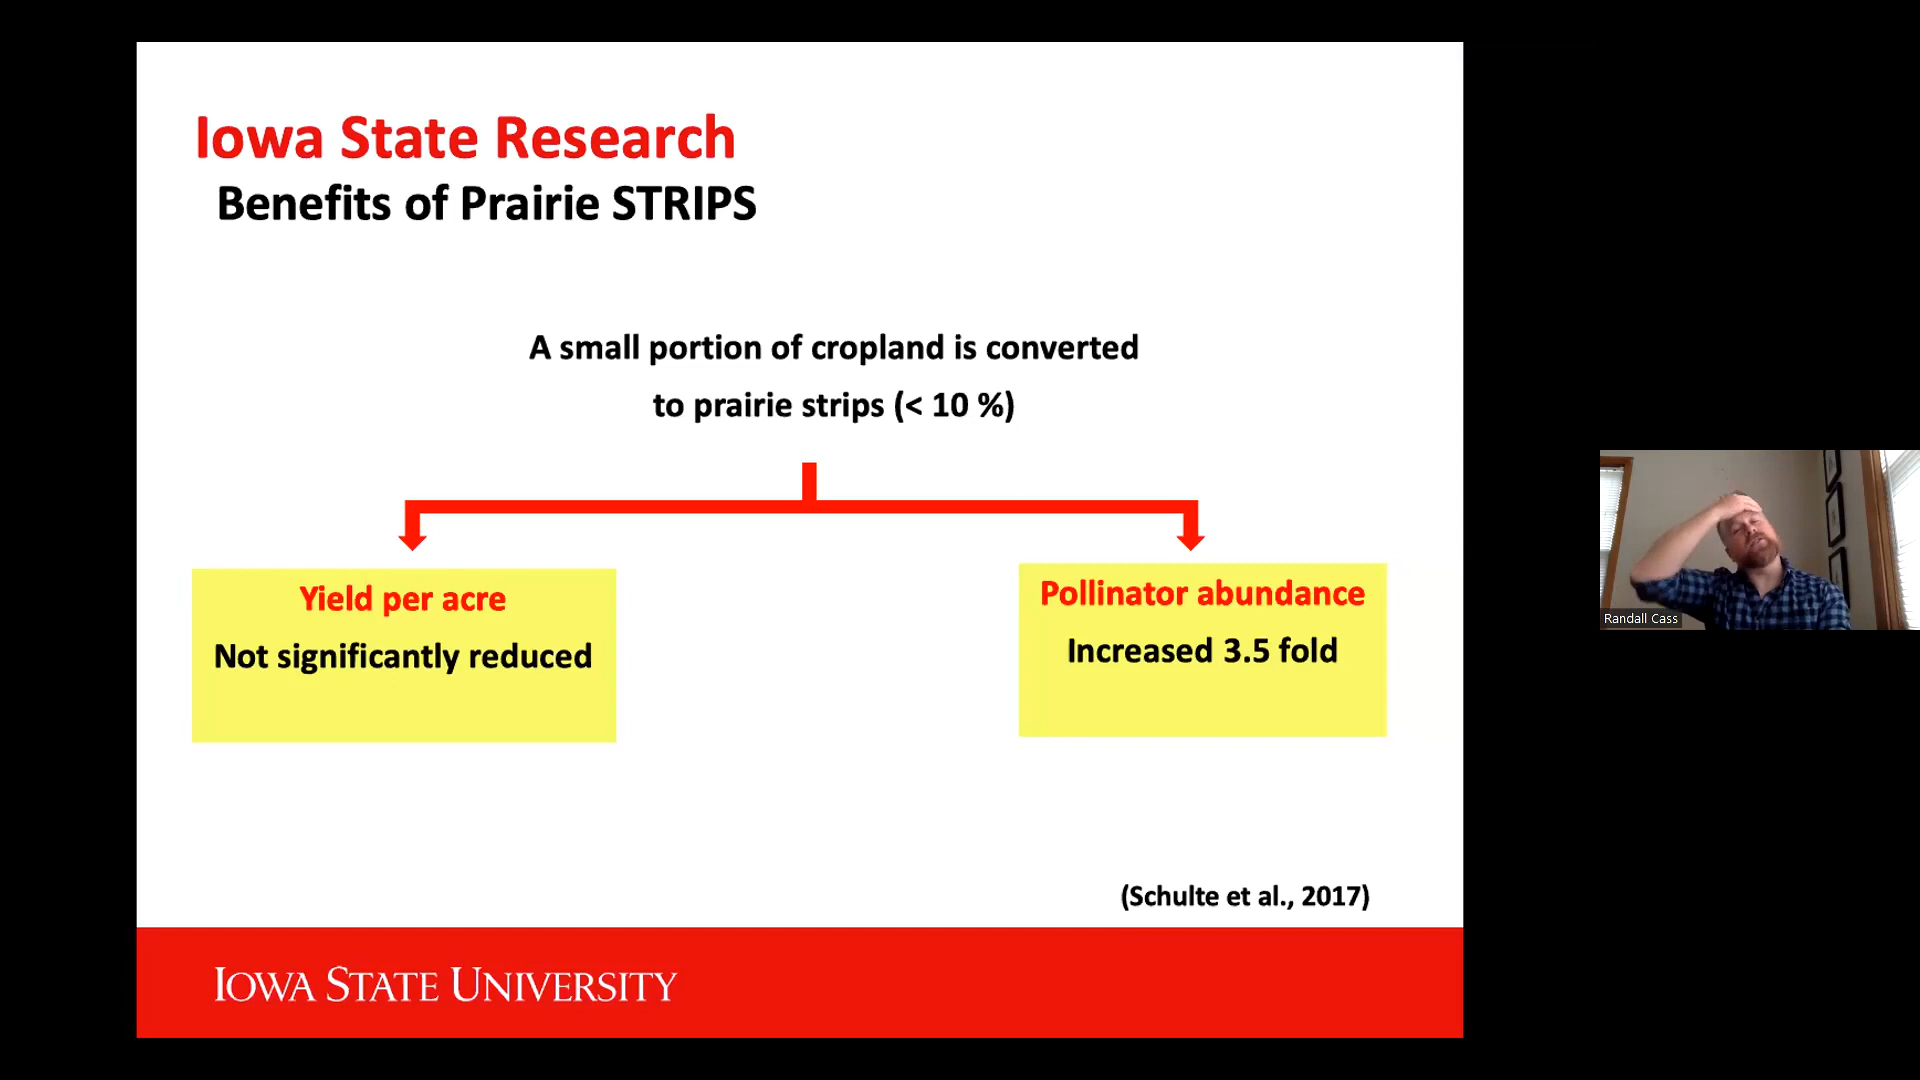 Iowa State Research
Benefits of Prairie STRIPS
A small portion of cropland is converted
to prairie strips (< 10 %)
Yield per acre
Not significantly reduced
Pollinator abundance
Increased 3.5 fold
(Schulte et al., 2017)
IOWA STATE UNIVERSITY
Randall Cass